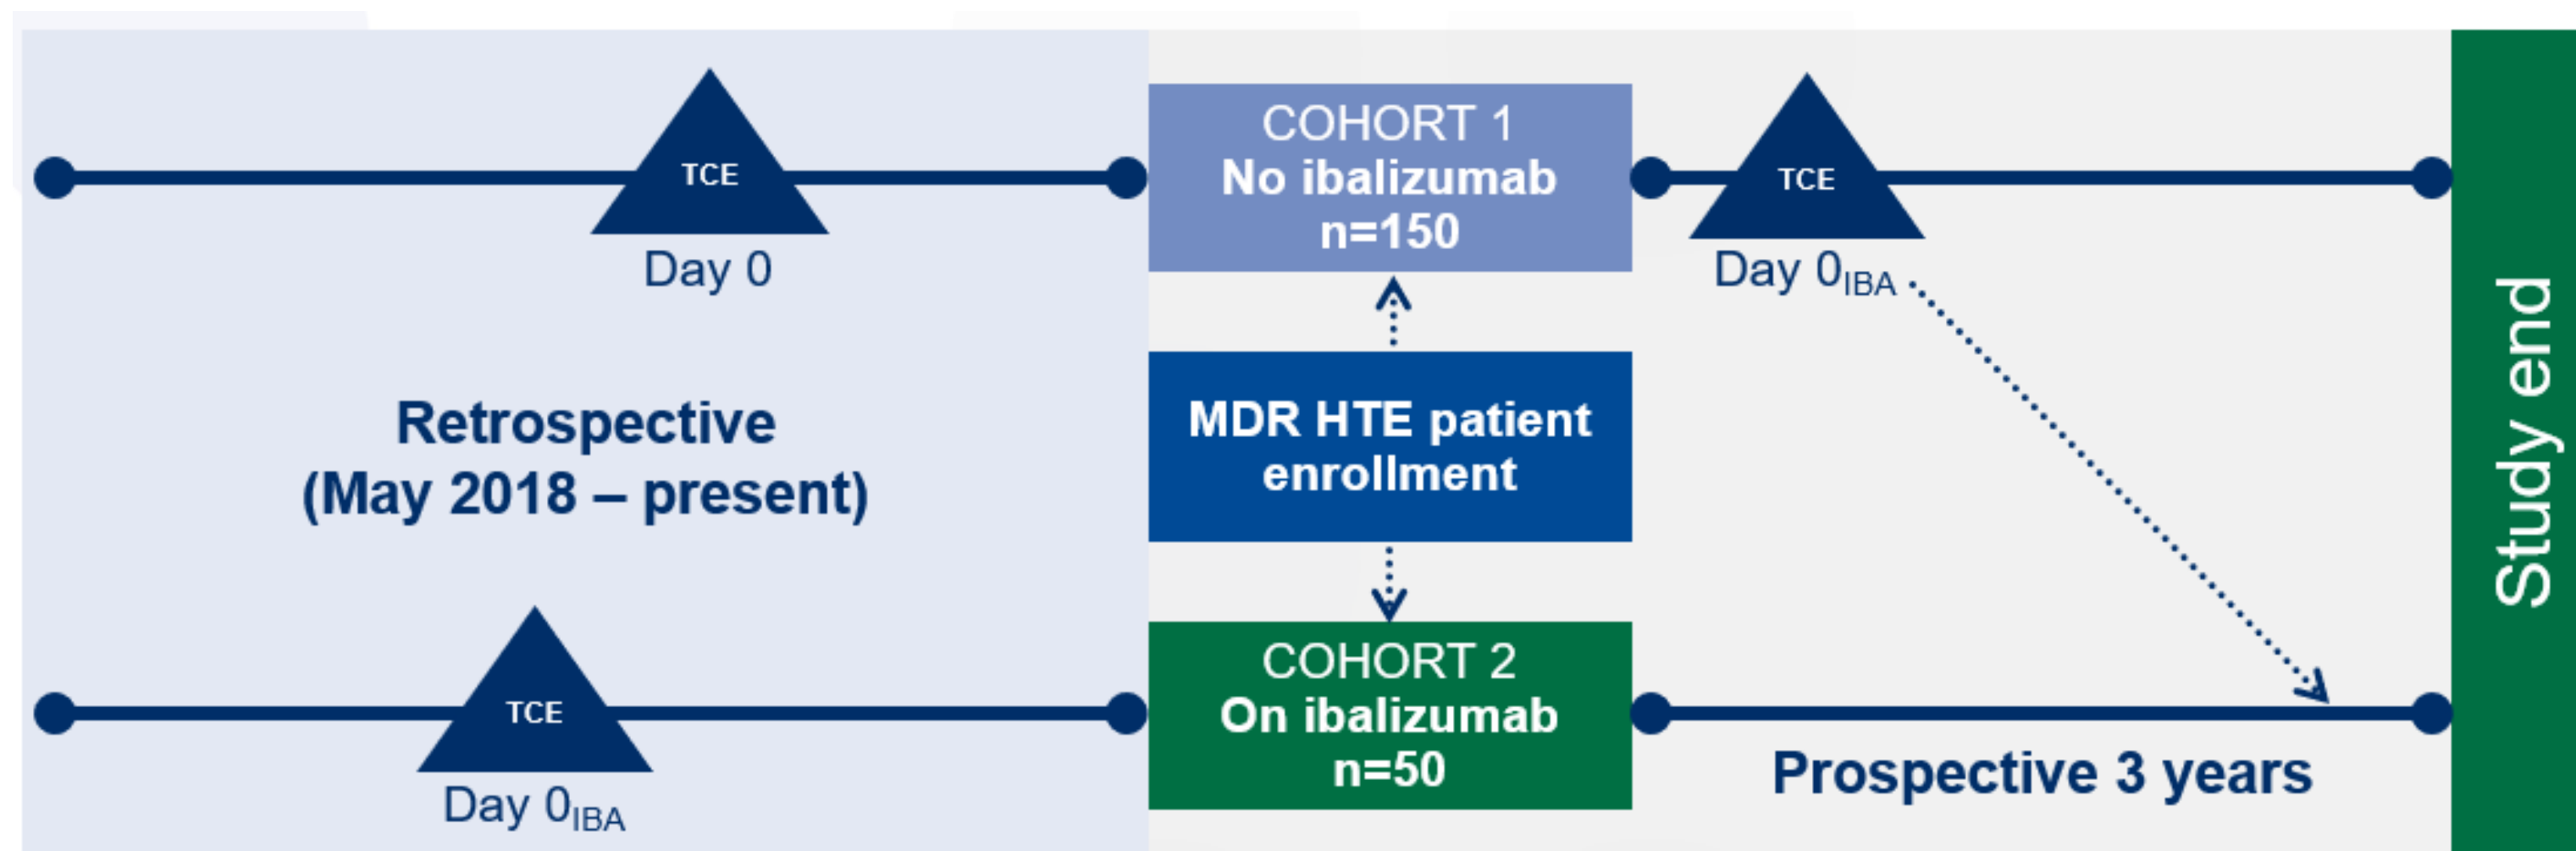 TCE
Day 0
COHORT 1
No ibalizumab
n=150
TCE
Day 0IBA
Retrospective
(May 2018 – present)
MDR HTE patient
enrollment
TCE
Day 0IBA
COHORT 2
On ibalizumab
n=50
Prospective 3 years
Study end